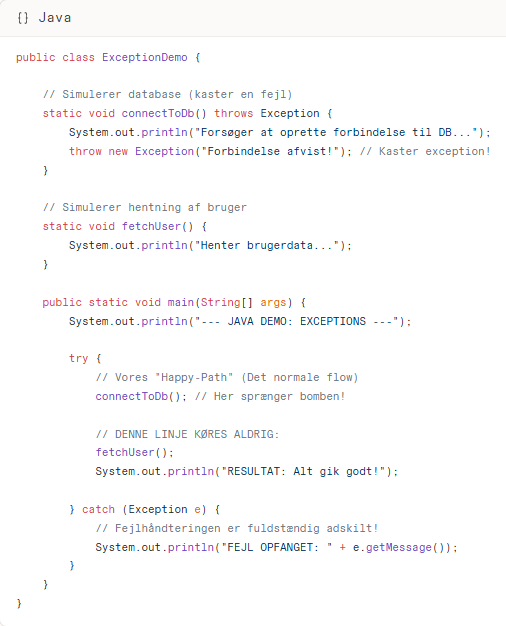 {} Java
public class ExceptionDemo {
// Simulerer database (kaster en fejl)
static void connectToDb() throws Exception {
System.out.println("Forsøger at oprette forbindelse til DB...");
throw new Exception("Forbindelse afvist!"); // Kaster exception!
}
// Simulerer hentning af bruger
static void fetchUser() {
System.out.println("Henter brugerdata...");
}
public static void main(String[] args) {
System.out.println("--- JAVA DEMO: EXCEPTIONS ---");
try {
// Vores "Happy-Path" (Det normale flow)
connectToDb(); // Her sprænger bomben!
// DENNE LINJE KØRES ALDRIG:
fetchUser();
System.out.println("RESULTAT: Alt gik godt!");
} catch (Exception e) {
// Fejlhåndteringen er fuldstændig adskilt!
System.out.println("FEJL OPFANGET: " + e.getMessage());
}
}
}